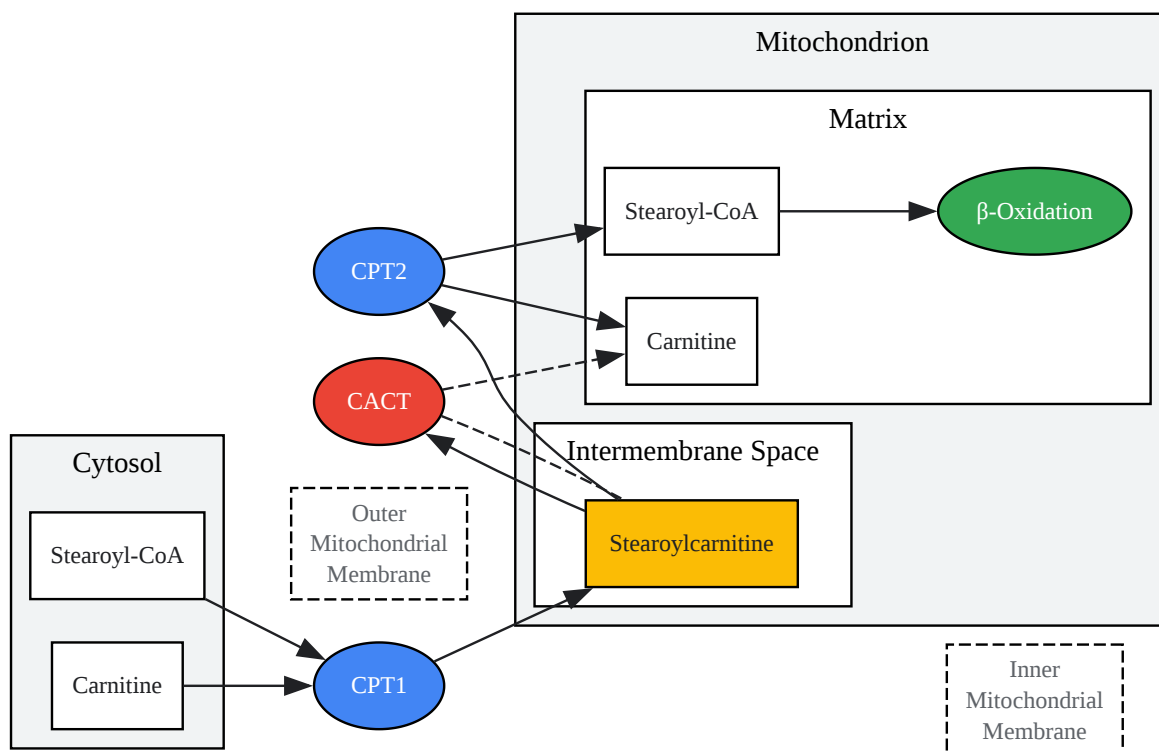 Mitochondrion
Matrix
Stearoyl-CoA
β-Oxidation
CPT2
Carnitine
CACT
Cytosol
Intermembrane Space
Stearoyl-CoA
Outer
Mitochondrial
Membrane
Stearoylcarnitine
Carnitine
CPT1
Inner
Mitochondrial
Membrane